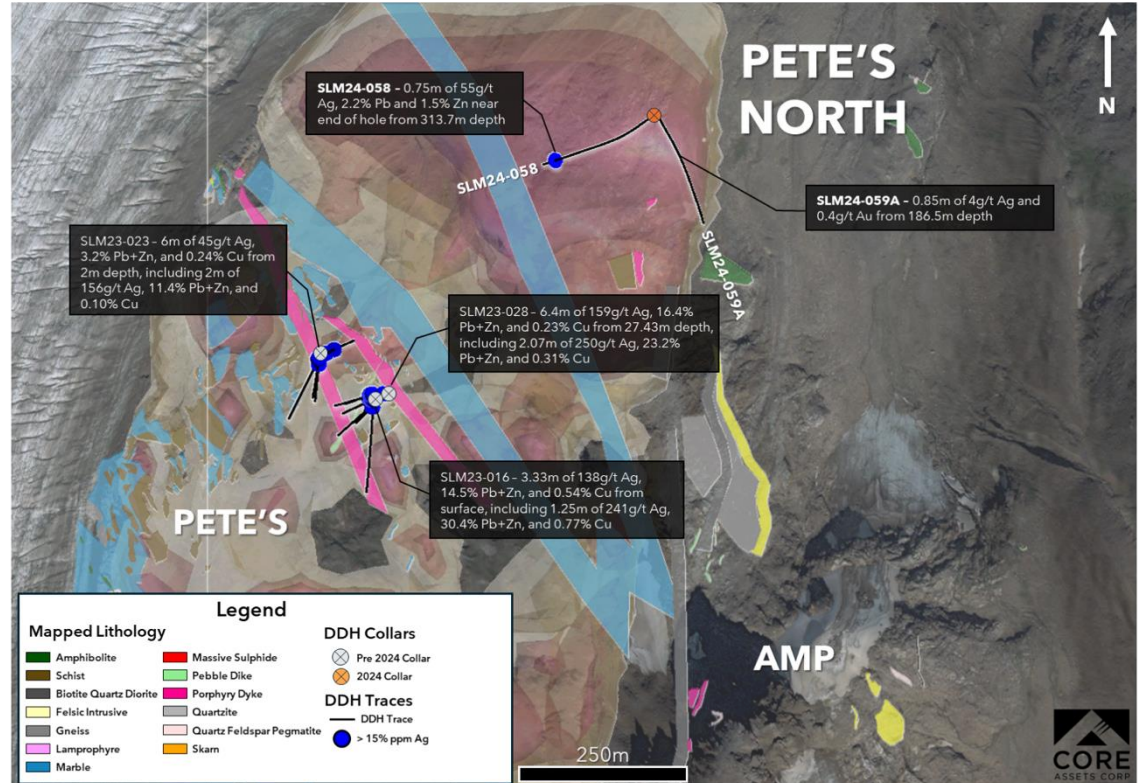 PETE'S
NORTH
N
SLM24-058 – 0.75m of 55g/t
Ag, 2.2% Pb and 1.5% Zn near
end of hole from 313.7m depth
SLM24-058
SLM24-059A – 0.85m of 4g/t Ag and
0.4g/t Au from 186.5m depth
SLM24-059A
SLM23-023 – 6m of 45g/t Ag,
3.2% Pb+Zn, and 0.24% Cu from
2m depth, including 2m of
156g/t Ag, 11.4% Pb+Zn, and
0.10% Cu
SLM23-028 – 6.4m of 159g/t Ag, 16.4%
Pb+Zn, and 0.23% Cu from 27.43m depth,
including 2.07m of 250g/t Ag, 23.2%
Pb+Zn, and 0.31% Cu
SLM23-016 – 3.33m of 138g/t Ag,
14.5% Pb+Zn, and 0.54% Cu from
surface, including 1.25m of 241g/t Ag,
30.4% Pb+Zn, and 0.77% Cu
PETE'S
AMP
Legend
Mapped Lithology
Amphibolite
Schist
Biotite Quartz Diorite
Felsic Intrusive
Gneiss
Lamprophyre
Marble
Massive Sulphide
Pebble Dike
Porphyry Dyke
Quartzite
Quartz Feldspar Pegmatite
Skarn
DDH Collars
Pre 2024 Collar
2024 Collar
DDH Traces
DDH Trace
> 15% ppm Ag
250m
CORE
ASSETS CORP